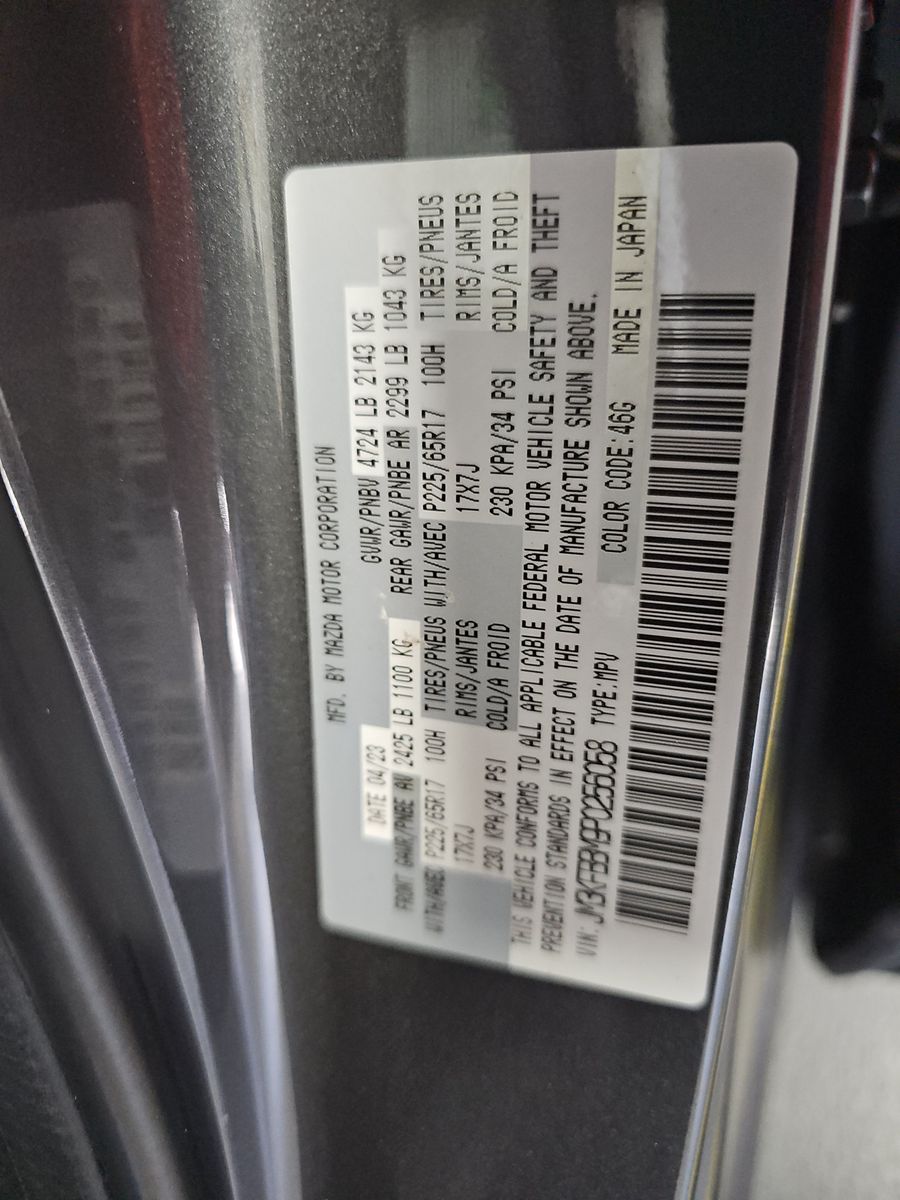 MFD. BY MAZDA MOTOR CORPORATION
DATE 04/23 GVWR/PNBV 4724 LB 2143 KG
FRONT GAWR/PNBE AV 2425 LB 1100 KG REAR GAWR/PNBE AR 2299 LB 1043 KG
WITH/AVEC P225/65R17 100H TIRES/PNEUS WITH/AVEC P225/65R17 100H TIRES/PNEUS
17X7J RIMS/JANTES 17X7J RIMS/JANTES
230 KPA/34 PSI COLD/A FROID 230 KPA/34 PSI COLD/A FROID
THIS VEHICLE CONFORMS TO ALL APPLICABLE FEDERAL MOTOR VEHICLE SAFETY AND THEFT
PREVENTION STANDARDS IN EFFECT ON THE DATE OF MANUFACTURE SHOWN ABOVE.
VIN: JM3KFBBM9P0256058 TYPE:MPV COLOR CODE:46G MADE IN JAPAN